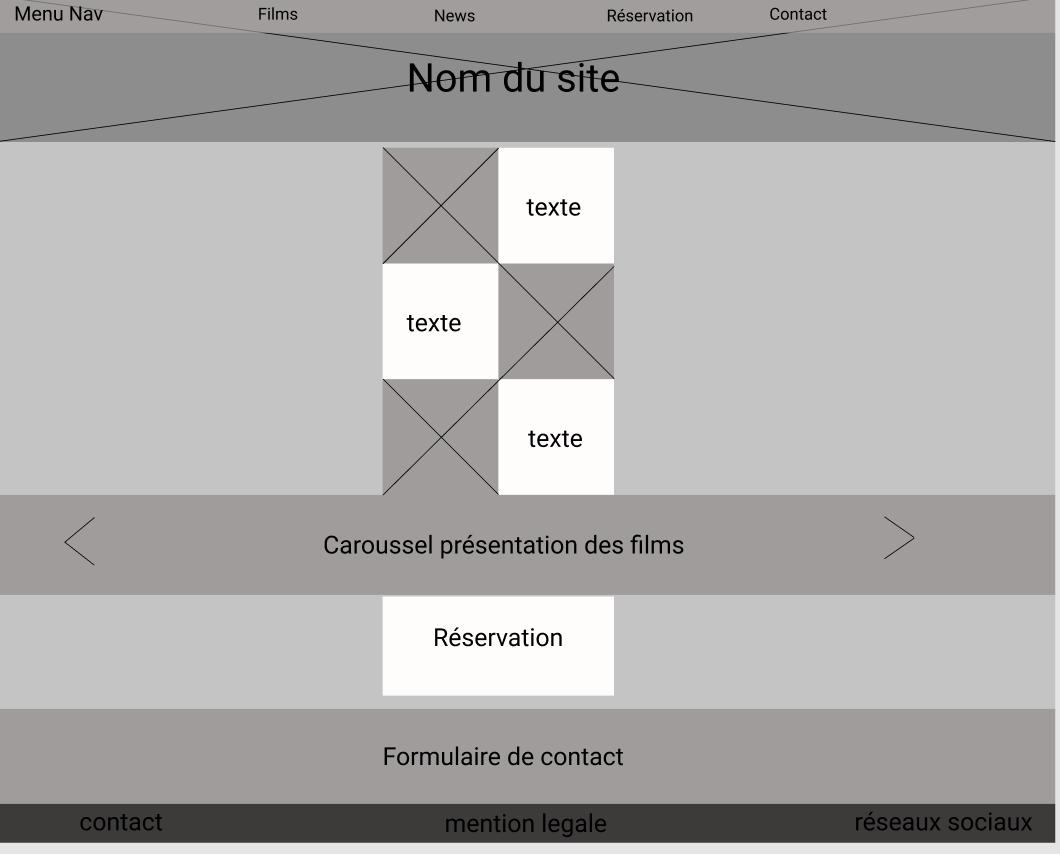 Menu Nav Films News Réservation Contact
Nom du site
texte
texte
texte
Caroussel présentation des films
Réservation
Formulaire de contact
contact mention legale réseaux sociaux